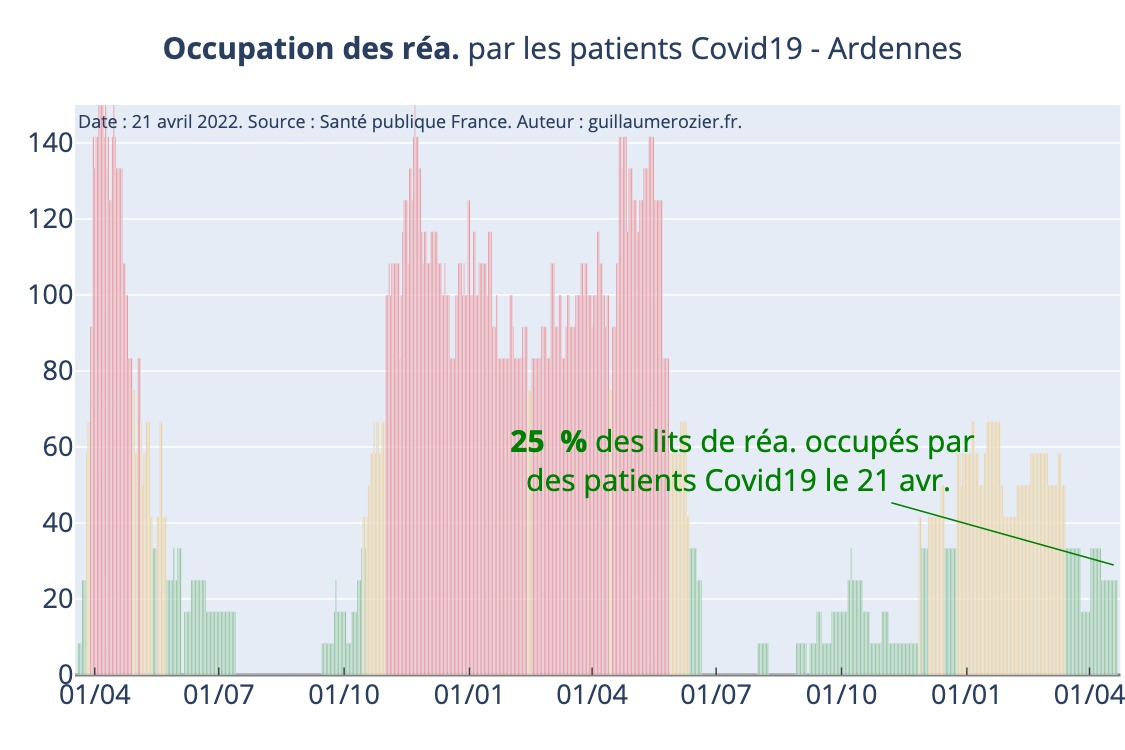 Occupation des réa. par les patients Covid19 - Ardennes
Date : 21 avril 2022. Source : Santé publique France. Auteur : guillaumerozier.fr.
140
120
100
80
60
40
20
0
25 % des lits de réa. occupés par
des patients Covid19 le 21 avr.
01/04 01/07 01/10 01/01 01/04 01/07 01/10 01/01 01/04